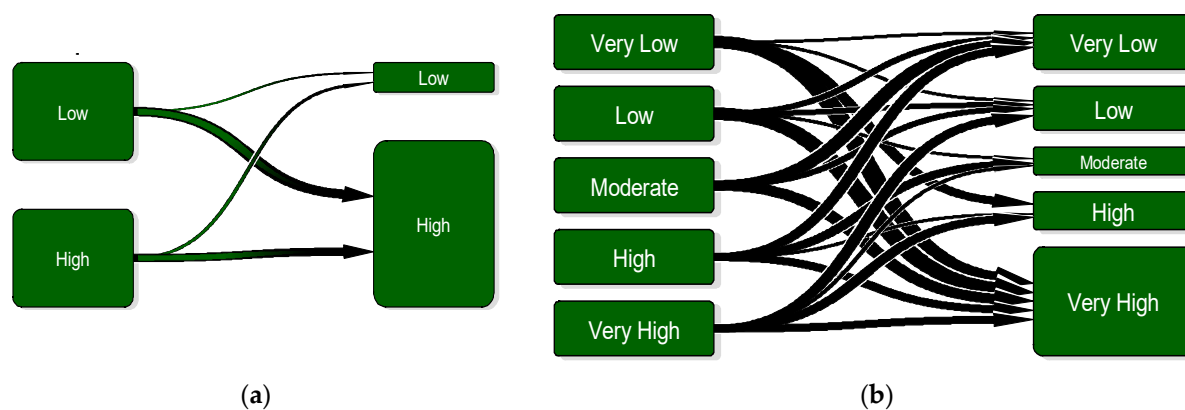 Low
High
Low
High
(a)
Very Low
Low
Moderate
High
Very High
Very Low
Low
Moderate
High
Very High
(b)